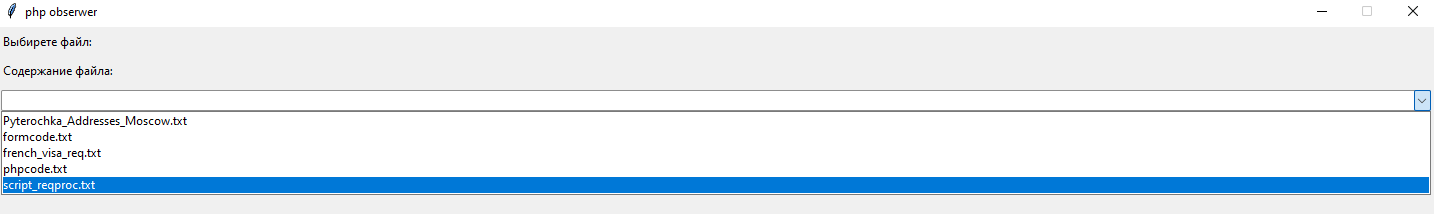 php obserwer
Выбирете файл:
Содержание файла:
Pyterochka_Addresses_Moscow.txt
formcode.txt
french_visa_req.txt
phpcode.txt
script_reqproc.txt